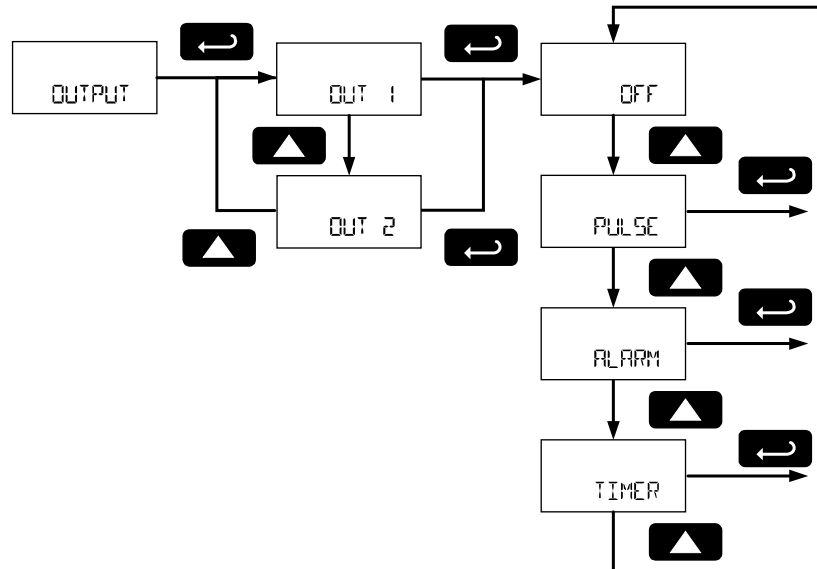 OUTPUT
OUT 1
OFF
OUT 2
PULSE
ALARM
TIMER